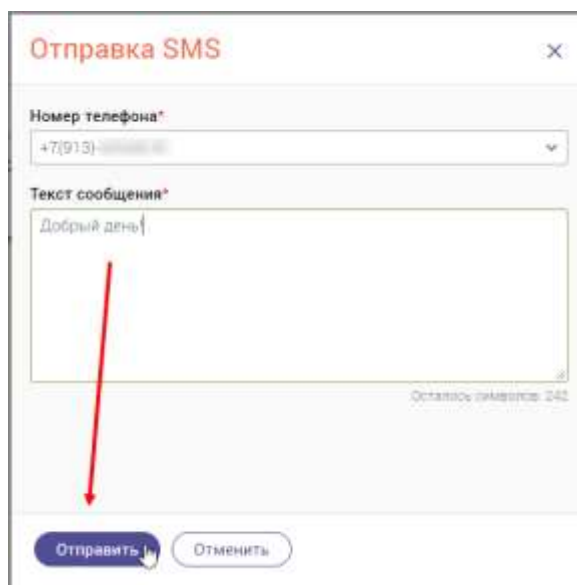 Отправка SMS
Номер телефона*
+7(913)-
Текст сообщения*
Добрый день!
Осталось символов: 242
Отправить
Отменить